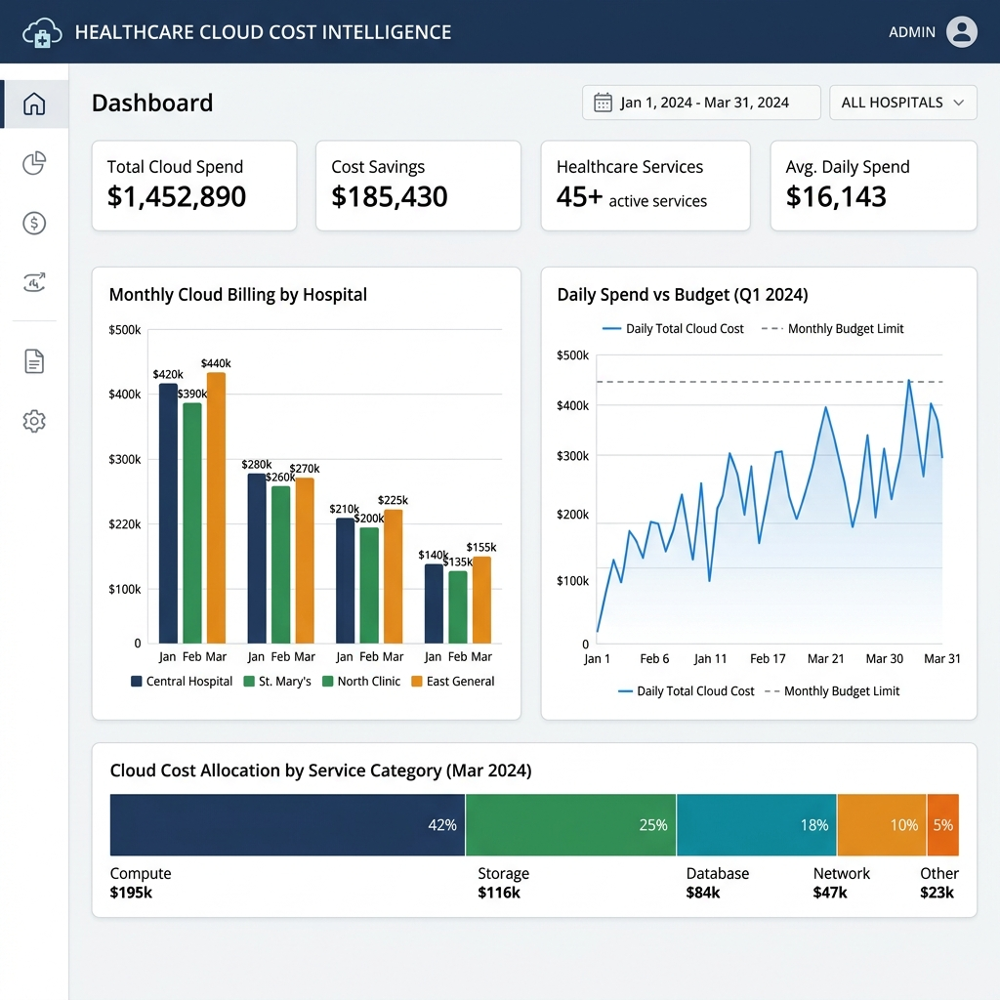 HEALTHCARE CLOUD COST INTELLIGENCE
ADMIN
Dashboard
Jan 1, 2024 - Mar 31, 2024
ALL HOSPITALS
Total Cloud Spend
$1,452,890
Cost Savings
$185,430
Healthcare Services
45+ active services
Avg. Daily Spend
$16,143
Monthly Cloud Billing by Hospital
$500k
$400k
$300k
$220k
$100k
0
$420k
$390k
$440k
$280k
$260k
$270k
$210k
$200k
$225k
$140k
$135k
$155k
Jan Feb Mar
Jan Feb Mar
Jan Feb Mar
Jan Feb Mar
Central Hospital
St. Mary's
North Clinic
East General
Daily Spend vs Budget (Q1 2024)
Daily Total Cloud Cost
Monthly Budget Limit
$500k
$400k
$300k
$200k
$100k
0
Jan 1
Feb 6
Jah 11
Feb 17
Mar 21
Mar 30
Mar 31
Daily Total Cloud Cost
Monthly Budget Limit
Cloud Cost Allocation by Service Category (Mar 2024)
42%
25%
18%
10%
5%
Compute
$195k
Storage
$116k
Database
$84k
Network
$47k
Other
$23k